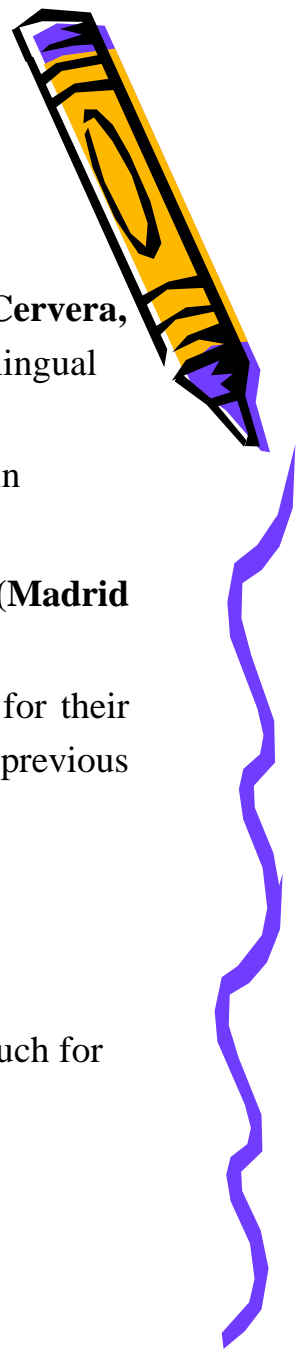 Cervera,
lingual
n
(Madrid
for their
previous
uch for